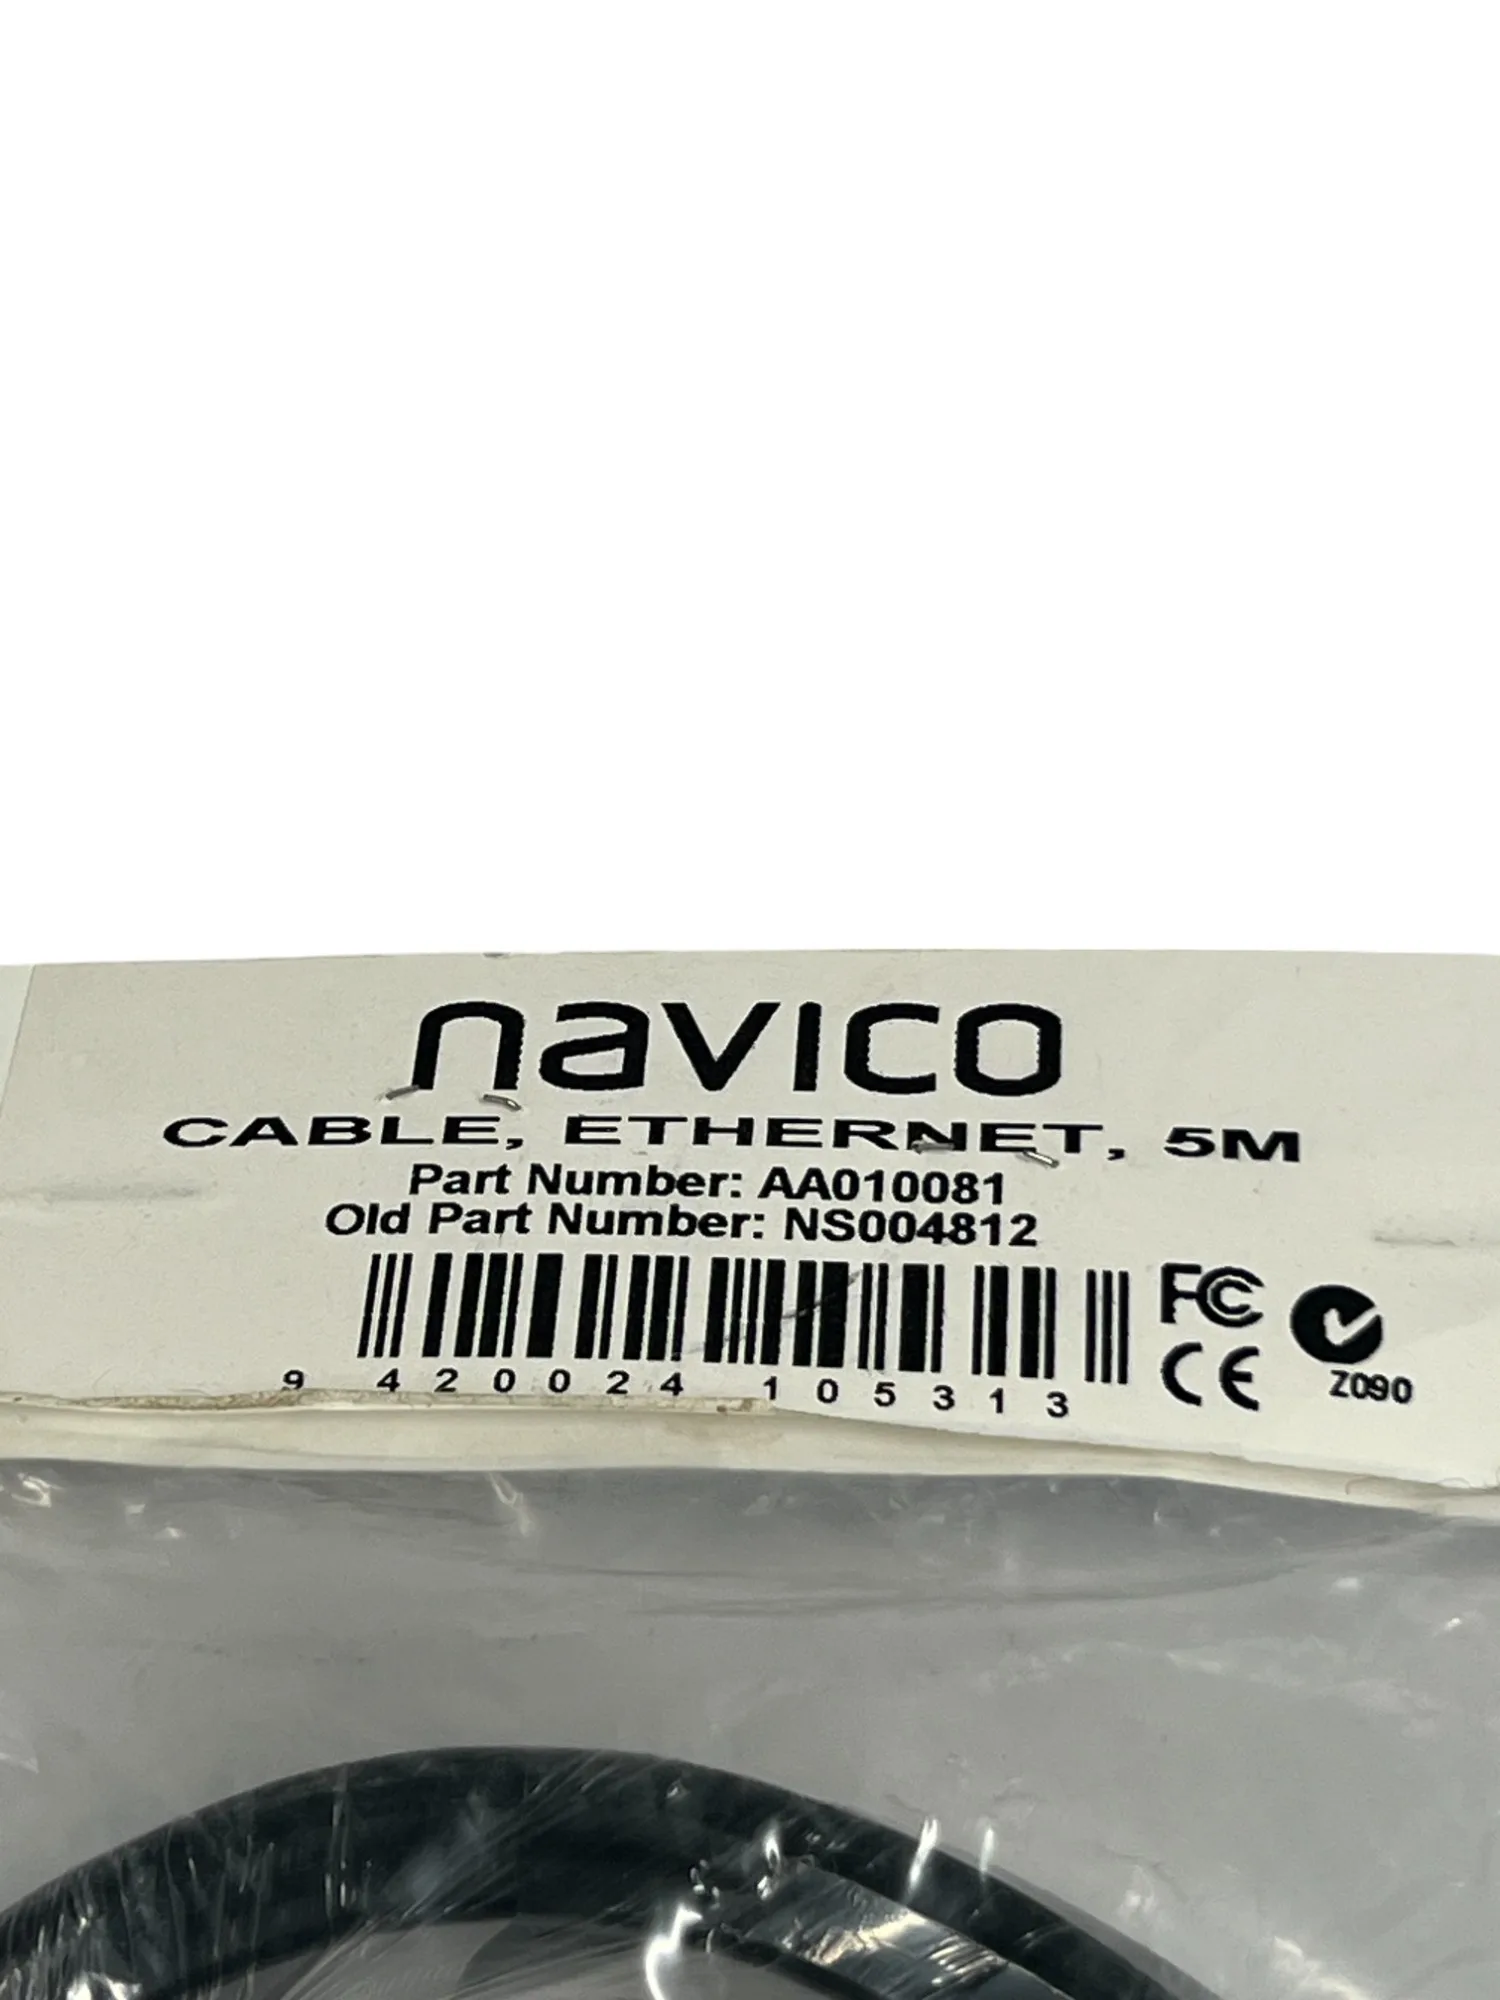 navico
CABLE, ETHERNET, 5M
Part Number: AA010081
Old Part Number: NS004812
9 420024 105313
FC
CE
Z090